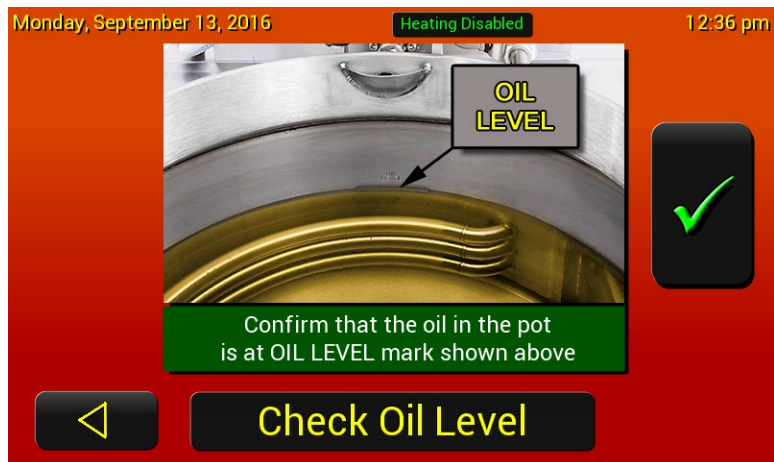 Monday, September 13, 2016
Heating Disabled
12:36 pm
OIL
LEVEL
Confirm that the oil in the pot
is at OIL LEVEL mark shown above
Check Oil Level